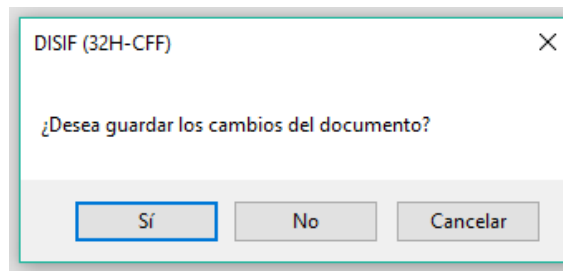 DISIF (32H-CFF)
¿Desea guardar los cambios del documento?
Sí No Cancelar